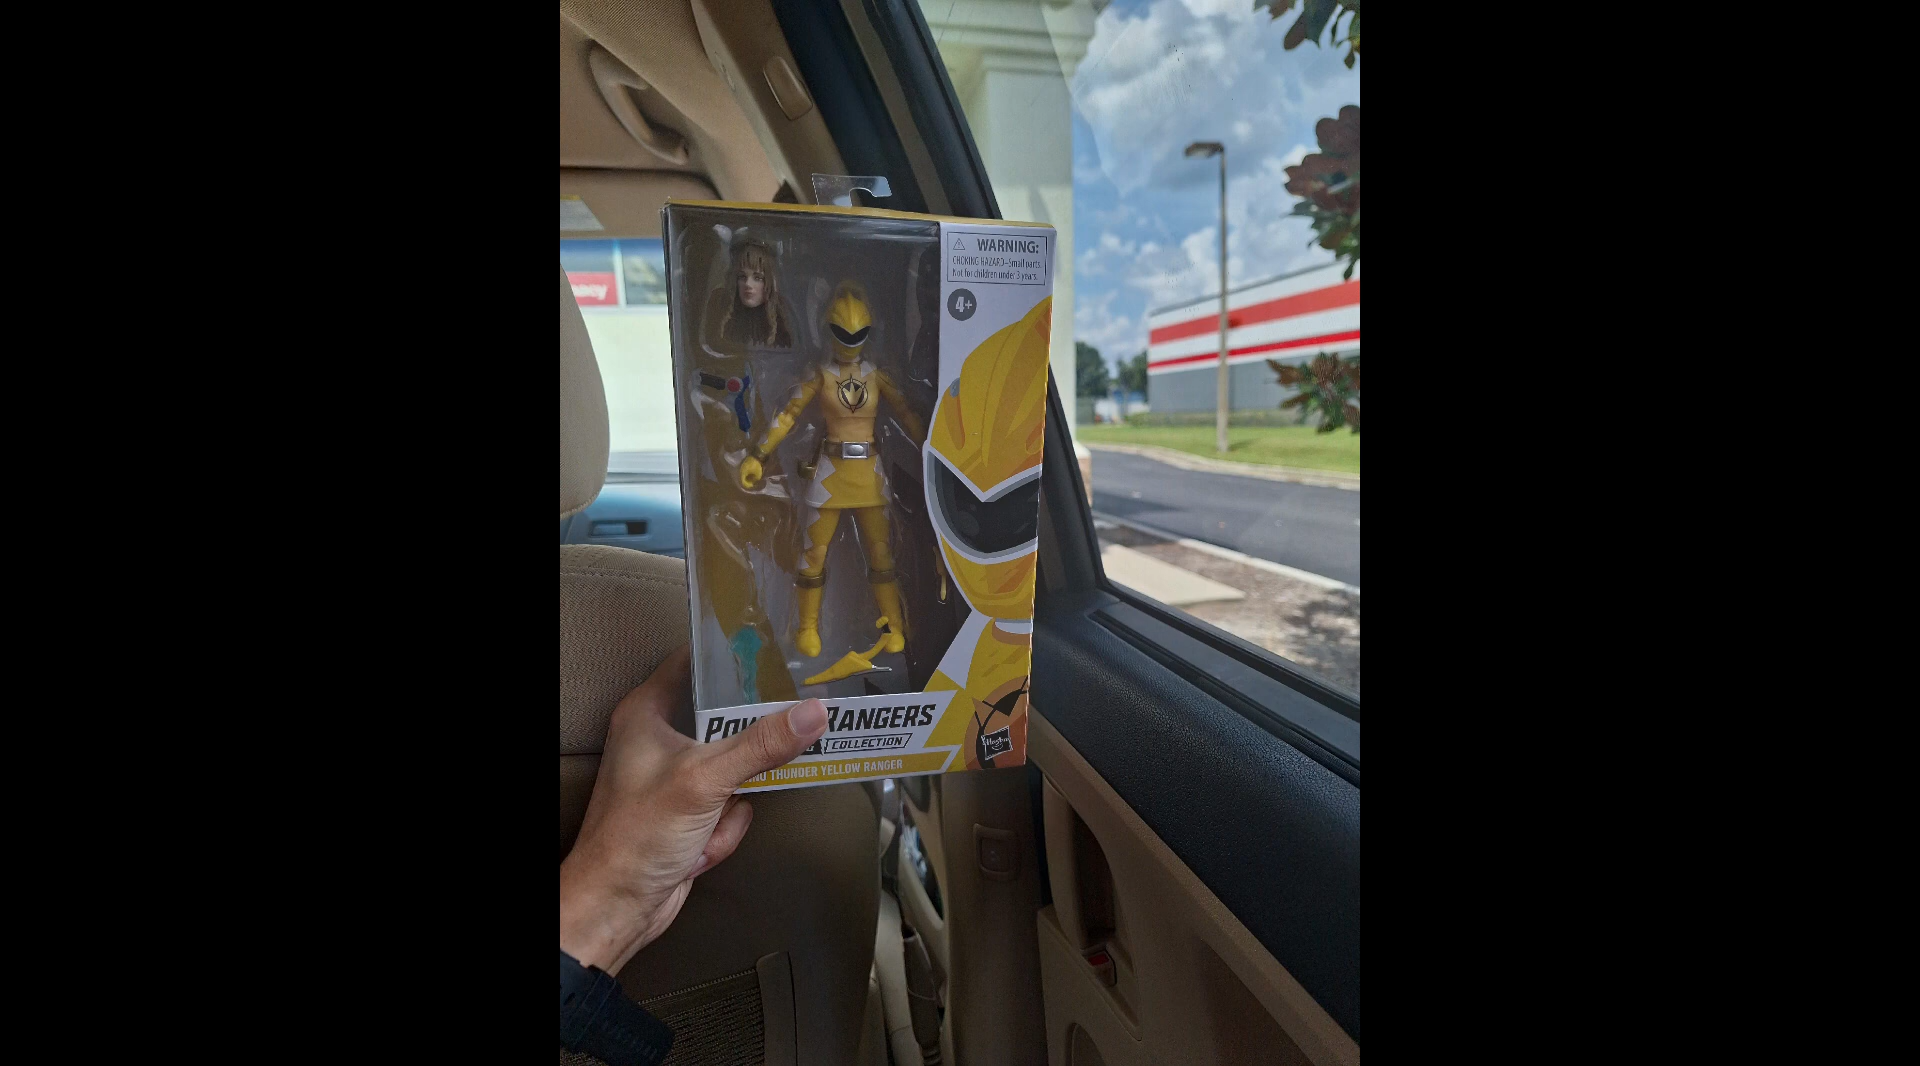 WARNING:
CHOKING HAZARD–Small parts.
Not for children under 3 years.
4+
RANGERS
COLLECTION
THUNDER YELLOW RANGER
Hasbro